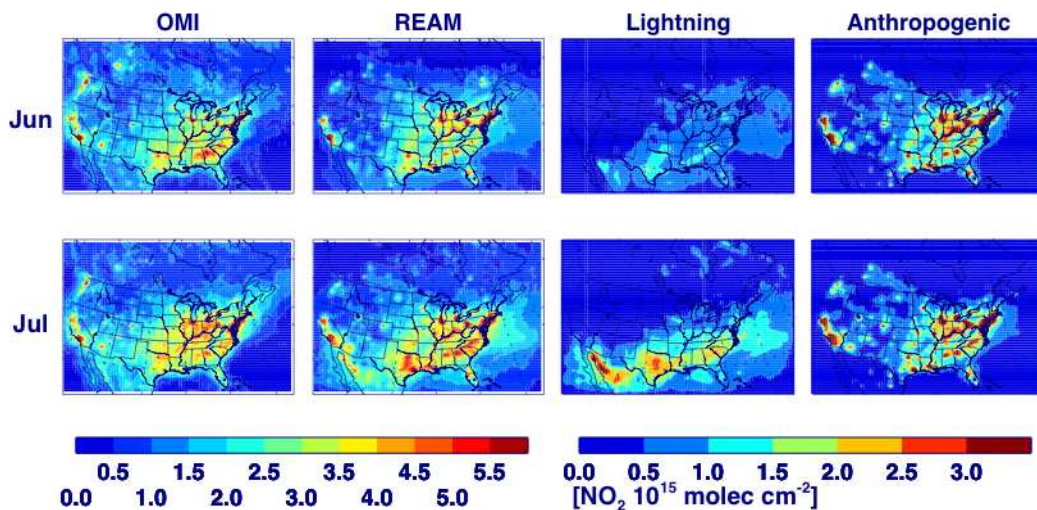 OMI REAM Lightning Anthropogenic
Jun
Jul
0.5 1.5 2.5 3.5 4.5 5.5
0.0 1.0 2.0 3.0 4.0 5.0
0.0 0.5 1.0 1.5 2.0 2.5 3.0
[NO₂ 10¹⁵ molec cm⁻²]